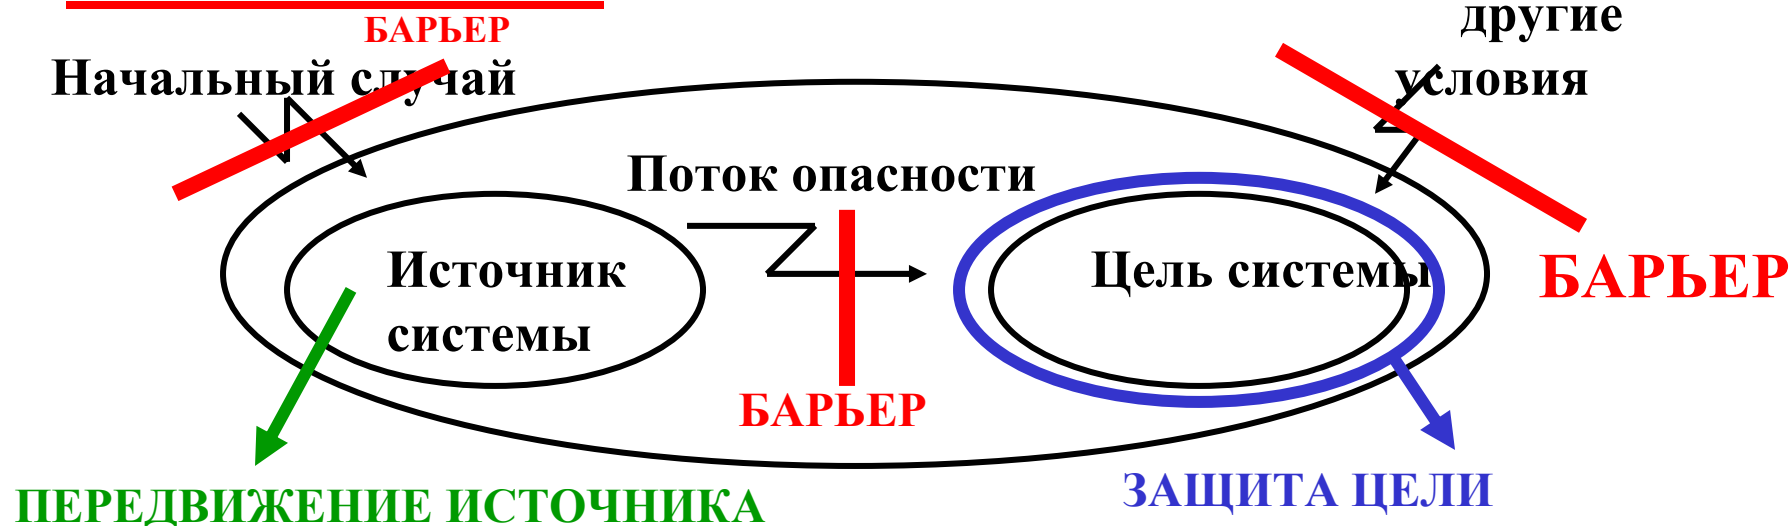 другие
БАРЬЕР
Начальный случай
условия
Поток опасности
Источник
системы
Цель системы
БАРЬЕР
БАРЬЕР
ЗАЩИТА ЦЕЛИ
ПЕРЕДВИЖЕНИЕ ИСТОЧНИКА